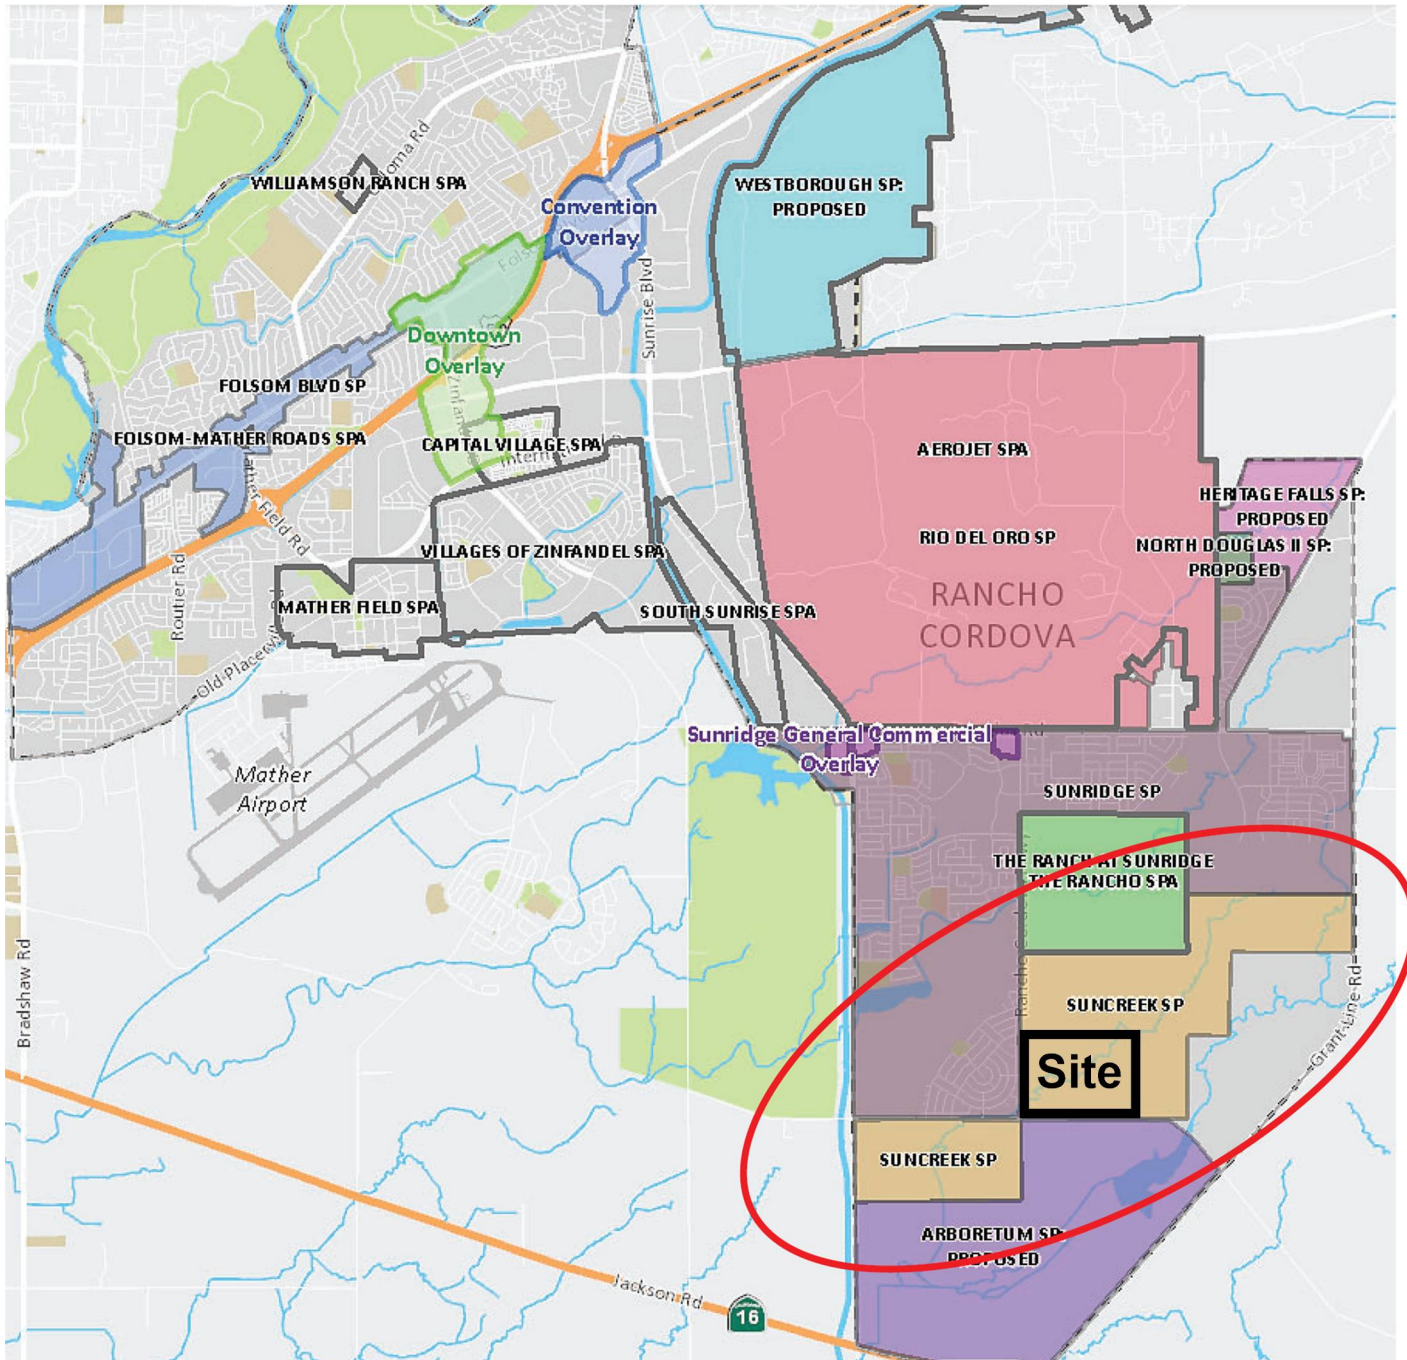 WILLIAMSON RANCH SPA
Convention
Overlay
WESTBOROUGH SP:
PROPOSED
Sunrise Blvd
Downtown
Overlay
FOLSOM BLVD SP
FOLSOM-MATHER ROADS SPA
CAPITAL VILLAGE SPA
AEROJET SPA
HERITAGE FALLS SP:
PROPOSED
RIO DEL ORO SP
NORTH DOUGLAS II SP:
PROPOSED
Mather Field Rd
VILLAGES OF ZINFANDEL SPA
Routier Rd
MATHER FIELD SPA
SOUTH SUNRISE SPA
RANCHO
CORDOVA
Sunridge General Commercial
Overlay
Mather
Airport
SUNRIDGE SP
THE RANCH AT SUNRIDGE
THE RANCHO SPA
Bradshaw Rd
SUNCREEK SP
Grant Line Rd
Site
SUNCREEK SP
ARBORETUM SP:
PROPOSED
Jackson Rd
16